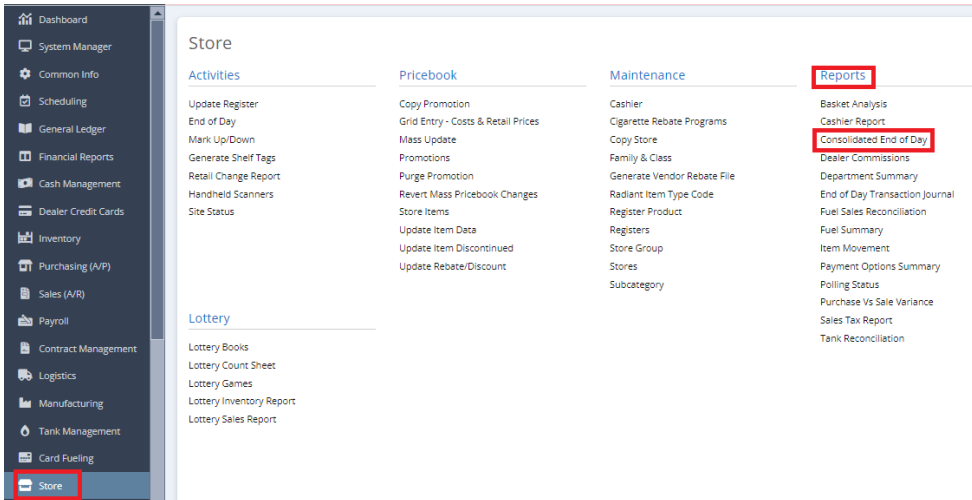 Dashboard
System Manager
Common Info
Scheduling
General Ledger
Financial Reports
Cash Management
Dealer Credit Cards
Inventory
Purchasing (A/P)
Sales (A/R)
Payroll
Contract Management
Logistics
Manufacturing
Tank Management
Card Fueling
Store
Store
Activities
Update Register
End of Day
Mark Up/Down
Generate Shelf Tags
Retail Change Report
Handheld Scanners
Site Status
Pricebook
Copy Promotion
Grid Entry - Costs & Retail Prices
Mass Update
Promotions
Purge Promotion
Revert Mass Pricebook Changes
Store Items
Update Item Data
Update Item Discontinued
Update Rebate/Discount
Maintenance
Cashier
Cigarette Rebate Programs
Copy Store
Family & Class
Generate Vendor Rebate File
Radiant Item Type Code
Register Product
Registers
Store Group
Stores
Subcategory
Reports
Basket Analysis
Cashier Report
Consolidated End of Day
Dealer Commissions
Department Summary
End of Day Transaction Journal
Fuel Sales Reconciliation
Fuel Summary
Item Movement
Payment Options Summary
Polling Status
Purchase Vs Sale Variance
Sales Tax Report
Tank Reconciliation
Lottery
Lottery Books
Lottery Count Sheet
Lottery Games
Lottery Inventory Report
Lottery Sales Report